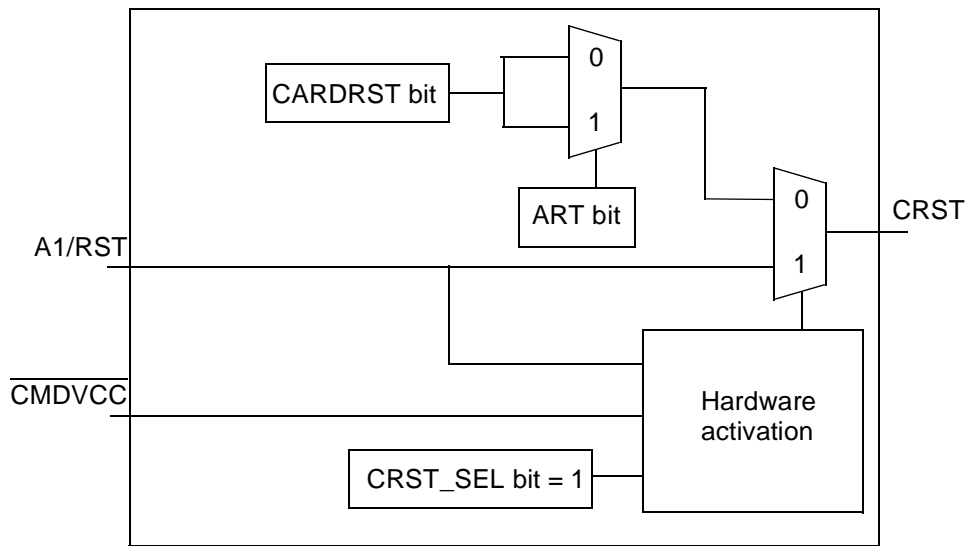 0
CARDRST bit
1
ART bit
0
CRST
A1/RST
1
CMDVCC
Hardware
activation
CRST_SEL bit = 1